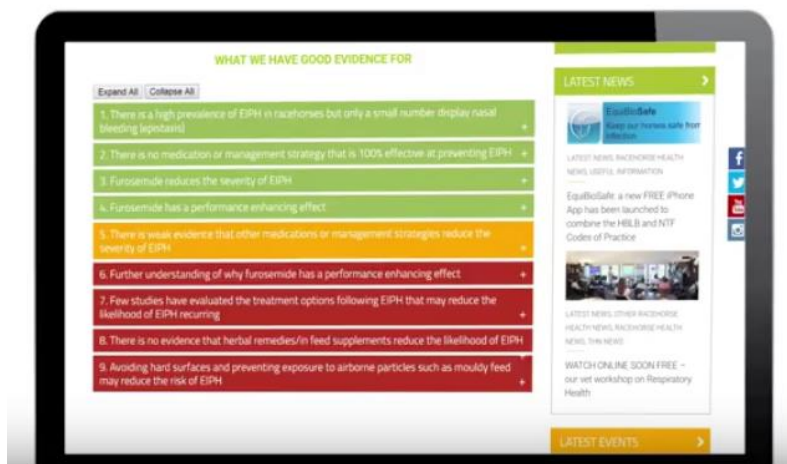 WHAT WE HAVE GOOD EVIDENCE FOR
Expand All Collapse All
1. There is a high prevalence of EIPH in racehorses but only a small number display nasal
bleeding (epistaxis) +
2. There is no medication or management strategy that is 100% effective at preventing EIPH +
3. Furosemide reduces the severity of EIPH +
4. Furosemide has a performance enhancing effect +
5. There is weak evidence that other medications or management strategies reduce the
severity of EIPH +
6. Further understanding of why furosemide has a performance enhancing effect +
7. Few studies have evaluated the treatment options following EIPH that may reduce the
likelihood of EIPH recurring +
8. There is no evidence that herbal remedies/in feed supplements reduce the likelihood of EIPH
9. Avoiding hard surfaces and preventing exposure to airborne particles such as mouldy feed
may reduce the risk of EIPH +
LATEST NEWS >
EquiBioSafe
Keep our horses safe from
infection
LATEST NEWS, RACEHORSE HEALTH
NEWS, USEFUL INFORMATION
EquiBioSafe: a new FREE iPhone
App has been launched to
combine the HBLB and NTF
Codes of Practice
LATEST NEWS, OTHER RACEHORSE
HEALTH NEWS, RACEHORSE HEALTH
NEWS, THN NEWS
WATCH ONLINE SOON FREE –
our vet workshop on Respiratory
Health
LATEST EVENTS >